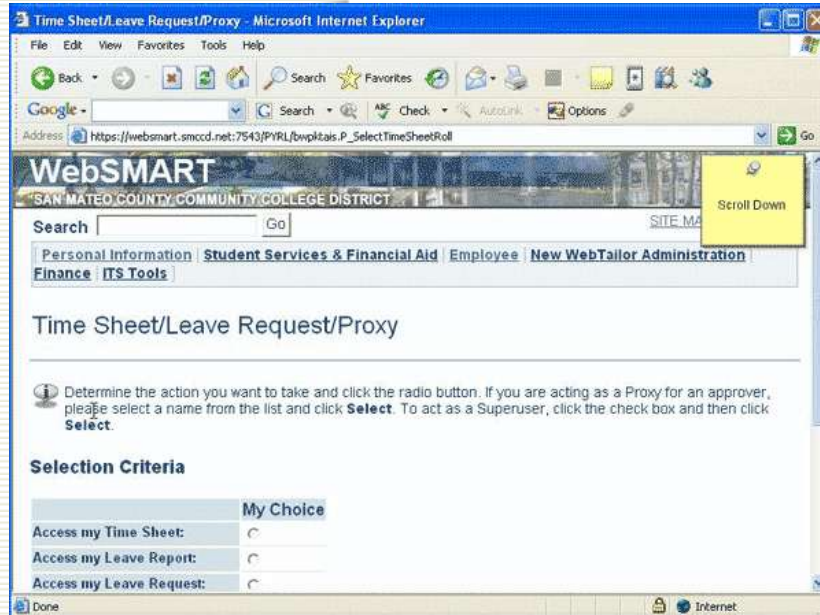 Time Sheet/Leave Request/Proxy - Microsoft Internet Explorer
File Edit View Favorites Tools Help
Back Search Favorites
Google Search Check AutoLink Options
Address https://websmart.smccd.net:7543/PYRL/bwpktais.P_SelectTimeSheetRoll Go
WebSMART
SAN MATEO COUNTY COMMUNITY COLLEGE DISTRICT
Scroll Down
Search Go SITE MA
Personal Information Student Services & Financial Aid Employee New WebTailor Administration
Finance ITS Tools
Time Sheet/Leave Request/Proxy
Determine the action you want to take and click the radio button. If you are acting as a Proxy for an approver,
please select a name from the list and click Select. To act as a Superuser, click the check box and then click
Select.
Selection Criteria
My Choice
Access my Time Sheet:
Access my Leave Report:
Access my Leave Request:
Done Internet